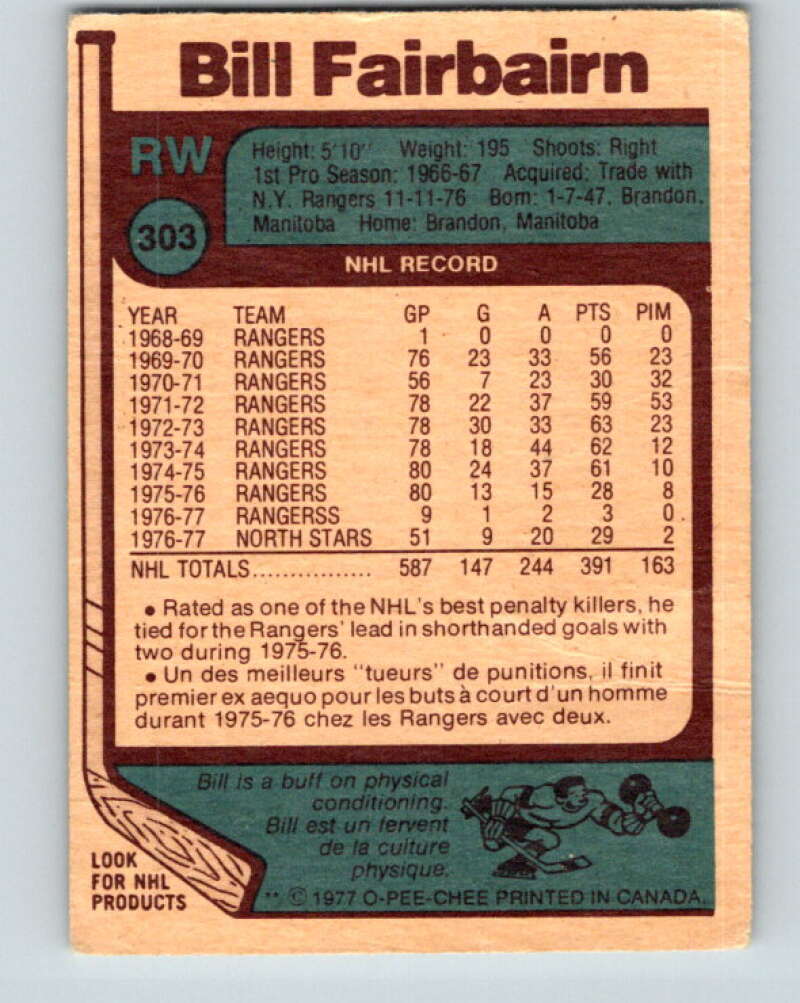 Bill Fairbairn
RW
303
Height: 5'10" Weight: 195 Shoots: Right
1st Pro Season: 1966-67 Acquired: Trade with
N.Y. Rangers 11-11-76 Born: 1-7-47, Brandon,
Manitoba Home: Brandon, Manitoba
NHL RECORD
YEAR TEAM GP G A PTS PIM
1968-69 RANGERS 1 0 0 0 0
1969-70 RANGERS 76 23 33 56 23
1970-71 RANGERS 56 7 23 30 32
1971-72 RANGERS 78 22 37 59 53
1972-73 RANGERS 78 30 33 63 23
1973-74 RANGERS 78 18 44 62 12
1974-75 RANGERS 80 24 37 61 10
1975-76 RANGERS 80 13 15 28 8
1976-77 RANGERSS 9 1 2 3 0
1976-77 NORTH STARS 51 9 20 29 2
NHL TOTALS................ 587 147 244 391 163
• Rated as one of the NHL's best penalty killers, he
tied for the Rangers' lead in shorthanded goals with
two during 1975-76.
• Un des meilleurs "tueurs" de punitions, il finit
premier ex aequo pour les buts à court d'un homme
durant 1975-76 chez les Rangers avec deux.
Bill is a buff on physical
conditioning.
Bill est un fervent
de la culture
physique.
LOOK
FOR NHL
PRODUCTS
** © 1977 O-PEE-CHEE PRINTED IN CANADA.